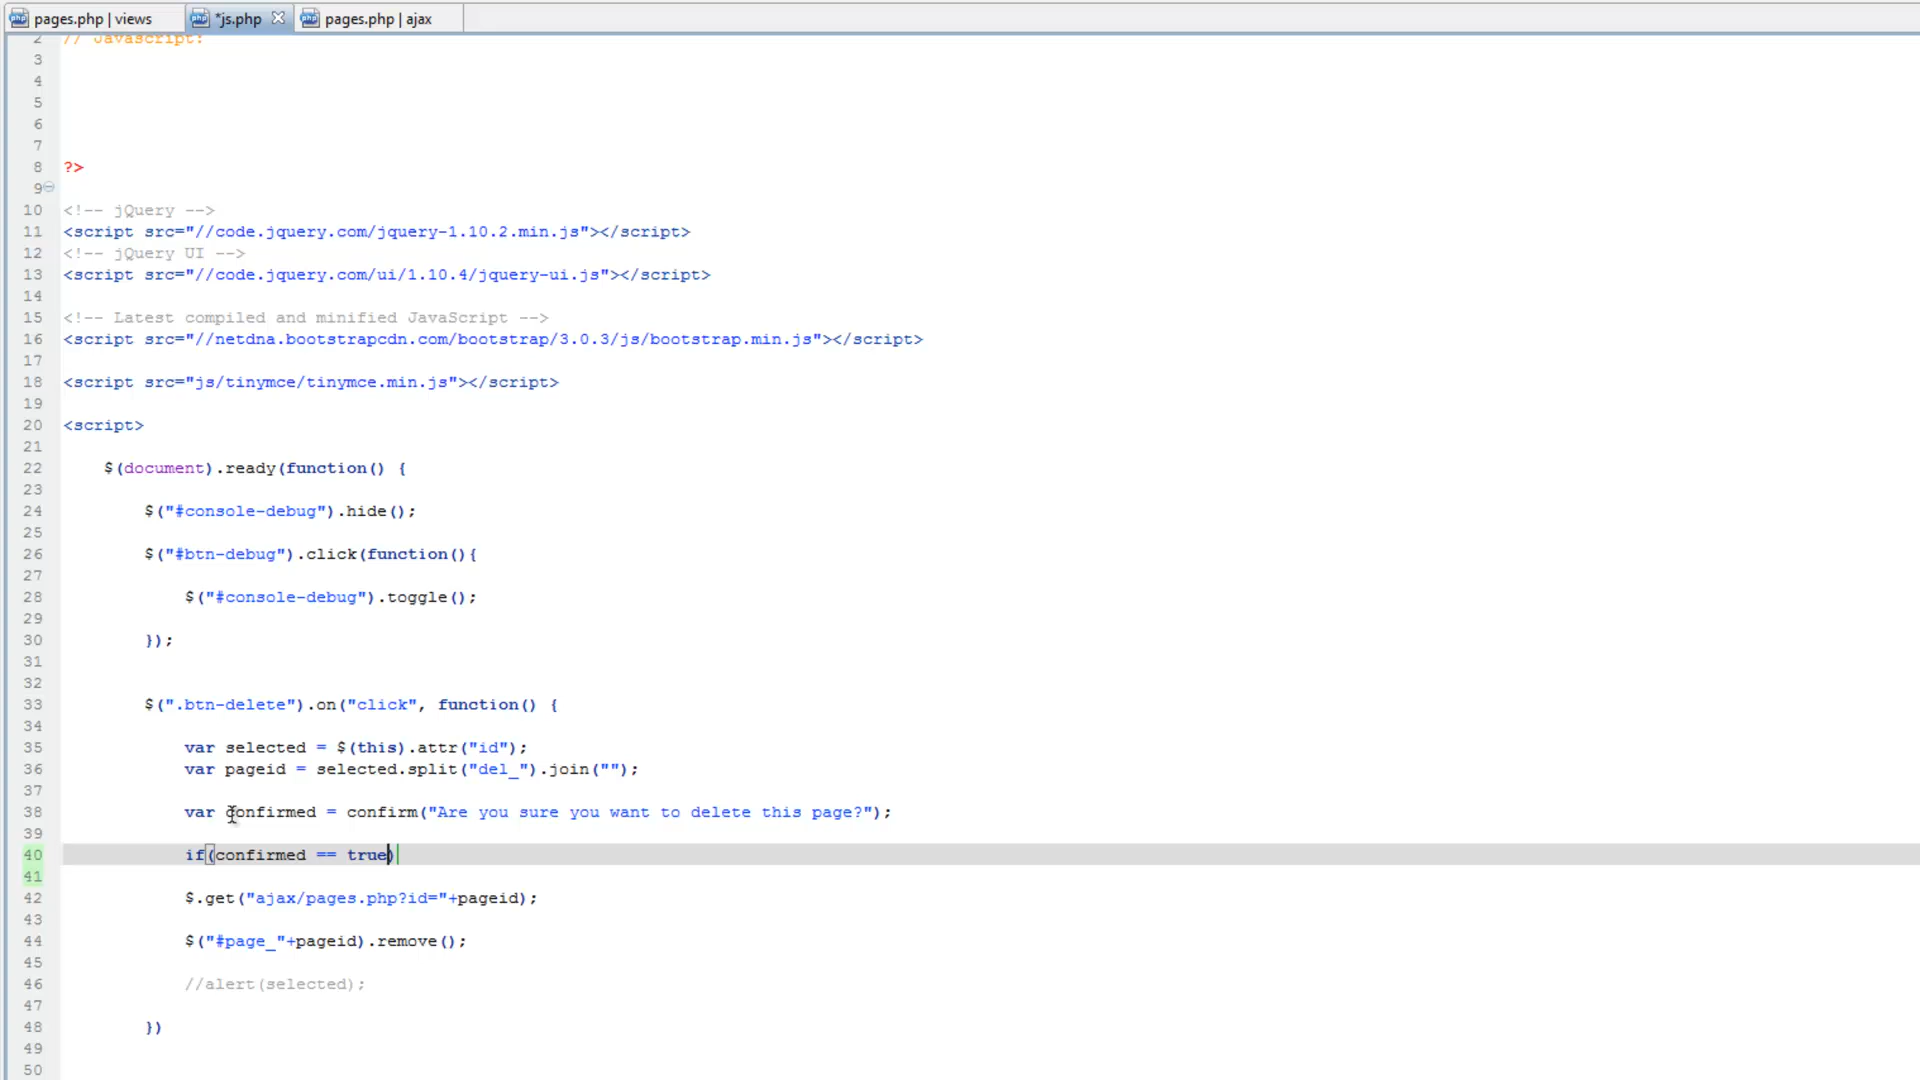 pages.php | views
*js.php
pages.php | ajax
2 // Javascript:
3
4
5
6
7
8 ?>
9
10 <!-- jQuery -->
11 <script src="//code.jquery.com/jquery-1.10.2.min.js"></script>
12 <!-- jQuery UI -->
13 <script src="//code.jquery.com/ui/1.10.4/jquery-ui.js"></script>
14
15 <!-- Latest compiled and minified JavaScript -->
16 <script src="//netdna.bootstrapcdn.com/bootstrap/3.0.3/js/bootstrap.min.js"></script>
17
18 <script src="js/tinymce/tinymce.min.js"></script>
19
20 <script>
21
22 $(document).ready(function() {
23
24 $("#console-debug").hide();
25
26 $("#btn-debug").click(function(){
27
28 $("#console-debug").toggle();
29
30 });
31
32
33 $(".btn-delete").on("click", function() {
34
35 var selected = $(this).attr("id");
36 var pageid = selected.split("del_").join("");
37
38 var confirmed = confirm("Are you sure you want to delete this page?");
39
40 if(confirmed == true)
41
42 $.get("ajax/pages.php?id="+pageid);
43
44 $("#page_"+pageid).remove();
45
46 //alert(selected);
47
48 })
49
50